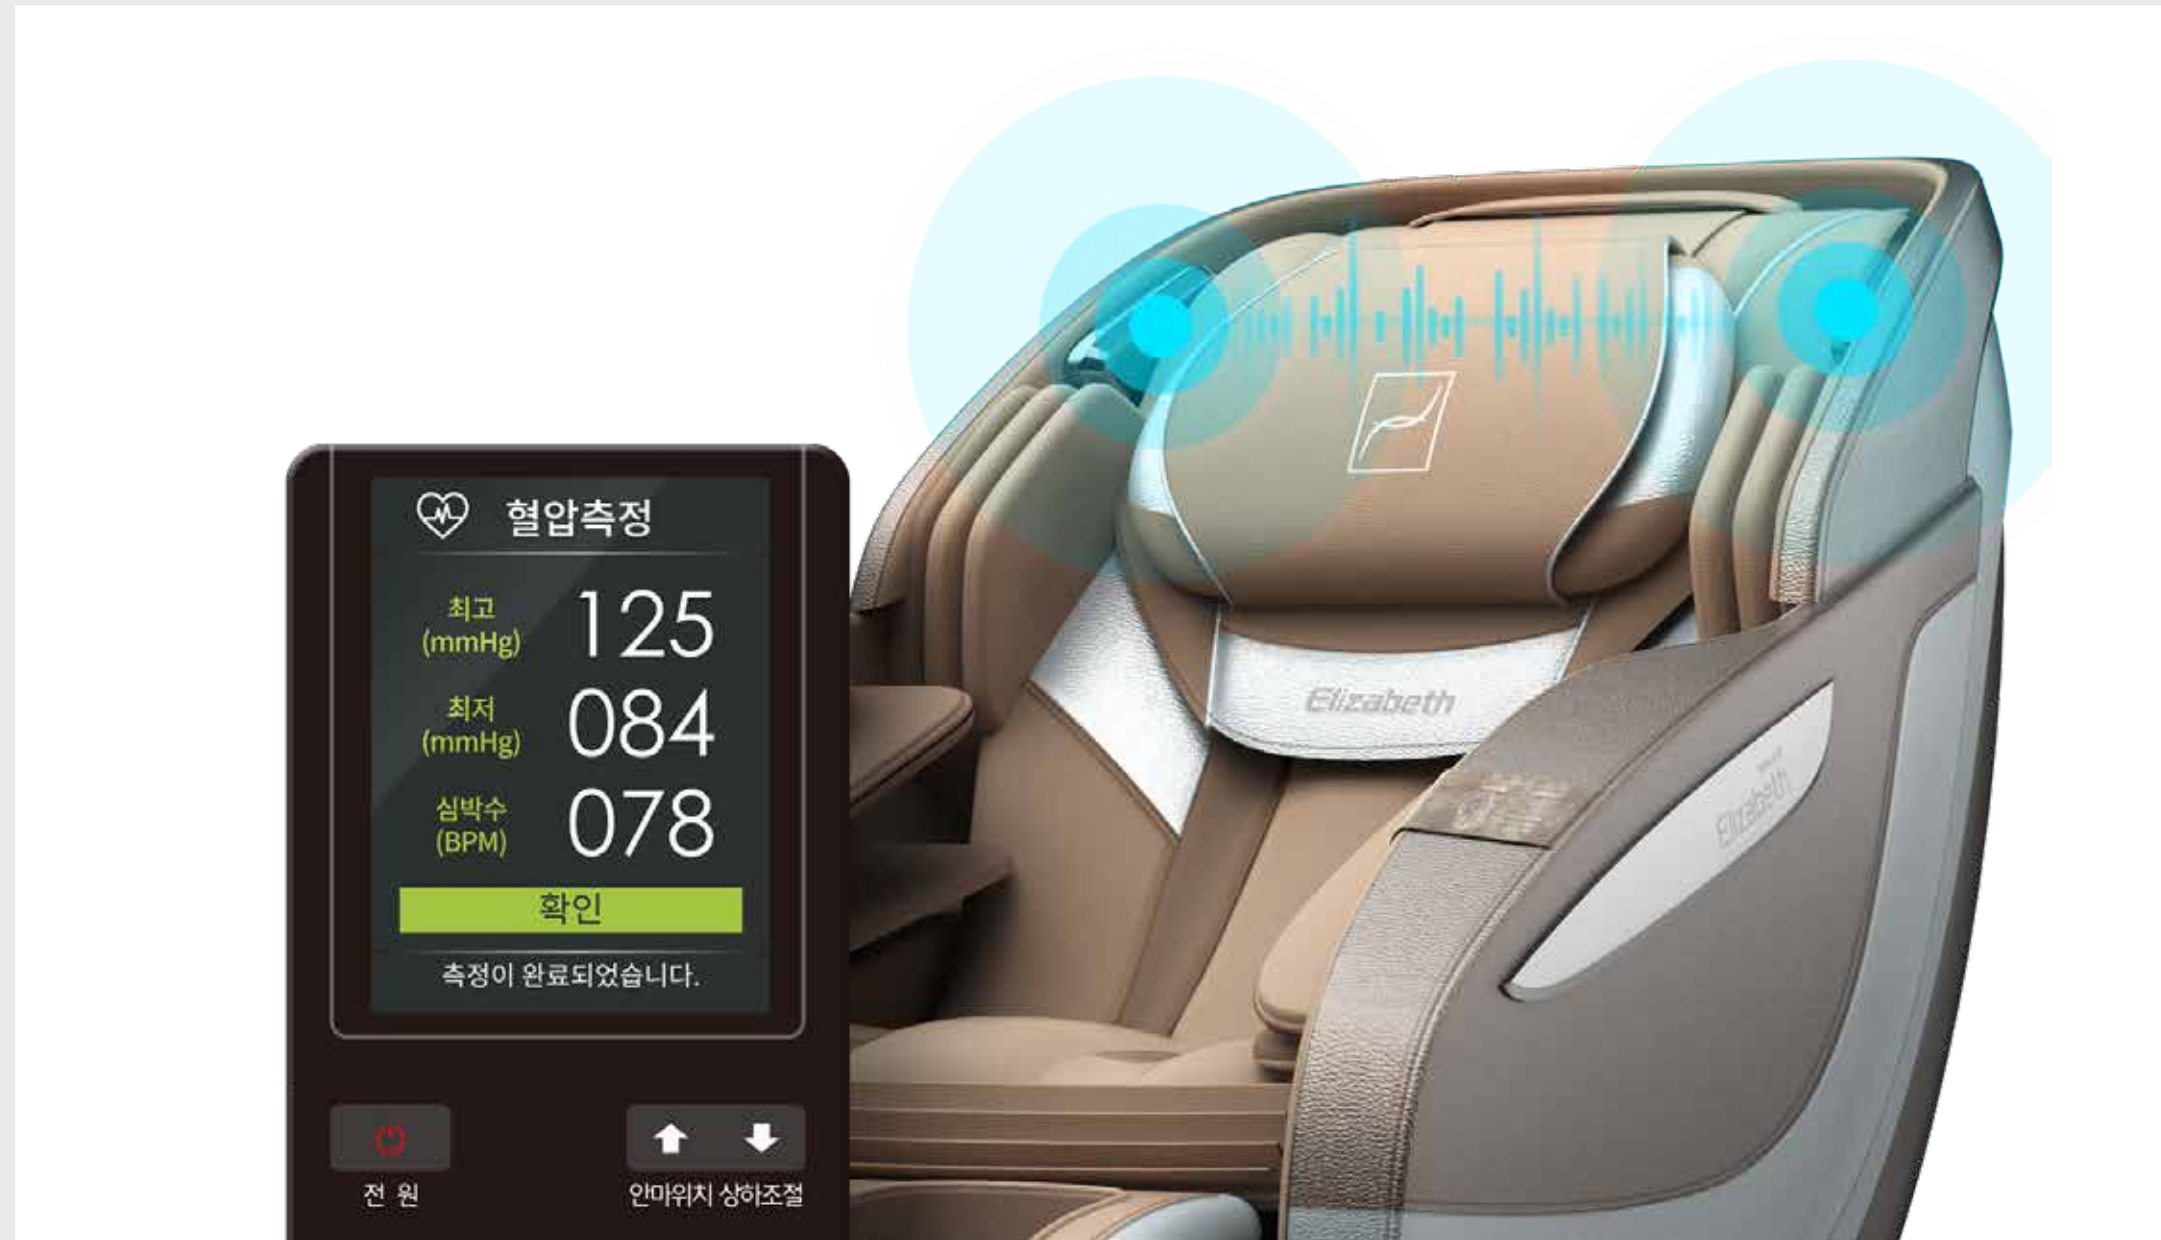 혈압측정
최고
(mmHg)
125
최저
(mmHg)
084
심박수
(BPM)
078
확인
측정이 완료되었습니다.
전 원
안마위치 상하조절
Elizabeth
Elizabeth